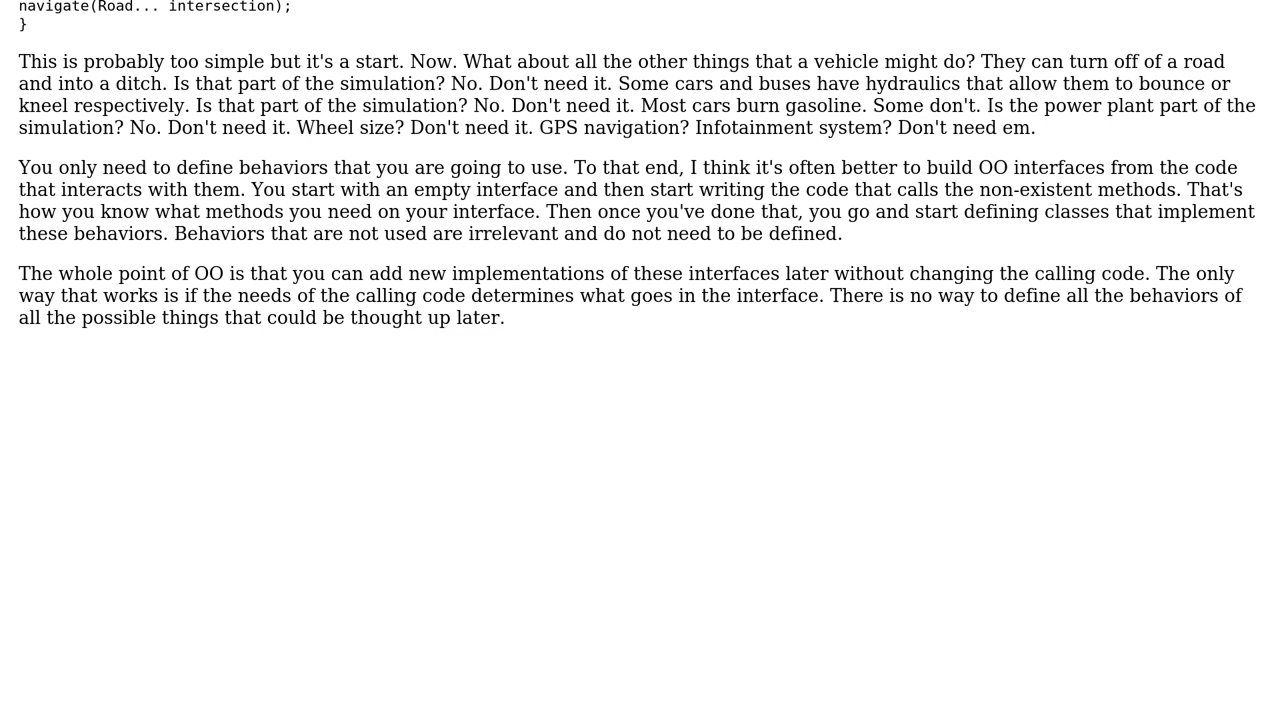 navigate(Road... intersection);
}
This is probably too simple but it's a start. Now. What about all the other things that a vehicle might do? They can turn off of a road
and into a ditch. Is that part of the simulation? No. Don't need it. Some cars and buses have hydraulics that allow them to bounce or
kneel respectively. Is that part of the simulation? No. Don't need it. Most cars burn gasoline. Some don't. Is the power plant part of the
simulation? No. Don't need it. Wheel size? Don't need it. GPS navigation? Infotainment system? Don't need em.
You only need to define behaviors that you are going to use. To that end, I think it's often better to build OO interfaces from the code
that interacts with them. You start with an empty interface and then start writing the code that calls the non-existent methods. That's
how you know what methods you need on your interface. Then once you've done that, you go and start defining classes that implement
these behaviors. Behaviors that are not used are irrelevant and do not need to be defined.
The whole point of OO is that you can add new implementations of these interfaces later without changing the calling code. The only
way that works is if the needs of the calling code determines what goes in the interface. There is no way to define all the behaviors of
all the possible things that could be thought up later.